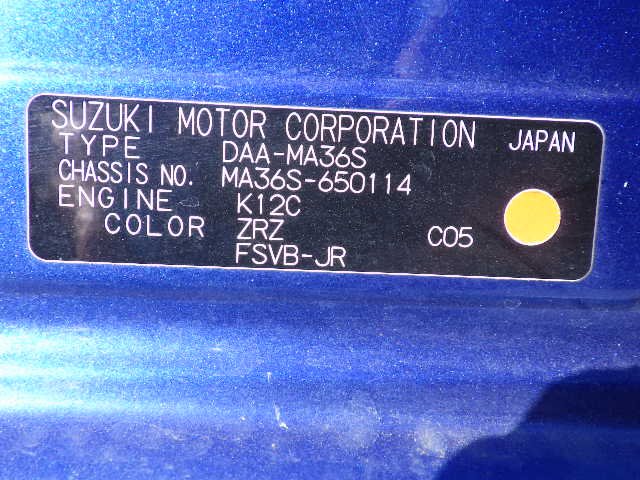 SUZUKI MOTOR CORPORATION JAPAN
TYPE DAA-MA36S
CHASSIS NO. MA36S-650114
ENGINE K12C
COLOR ZRZ C05
FSVB-JR